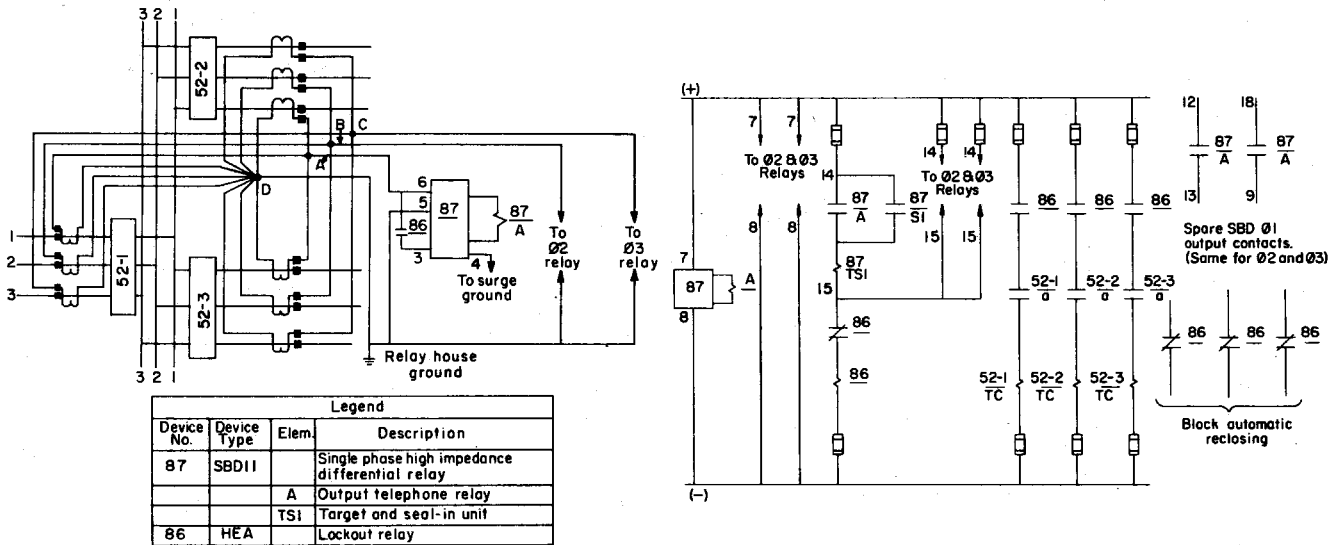 3 2 1
52-2
B
C
A
D
6
5
87
87
A
86
3
4
To
Ø2
relay
To
Ø3
relay
To surge
ground
1
2
3
52-1
52-3
3 2 1
Relay house
ground
Legend
Device No. Device Type Elem. Description
87 SBD11 Single phase high impedance differential relay
A Output telephone relay
TSI Target and seal-in unit
86 HEA Lockout relay
(+)
7 7
To Ø2 & Ø3
Relays
8 8
7
87
8
A
14
87
A
87
SI
87
TSI
15
86
86
14 14
To Ø2 & Ø3
Relays
15 15
86 86 86
52-1
a
52-2
a
52-3
a
52-1
TC
52-2
TC
52-3
TC
(-)
12 18
87
A
87
A
13 9
Spare SBD Ø1
output contacts.
(Same for Ø2 and Ø3)
86 86 86
Block automatic
reclosing